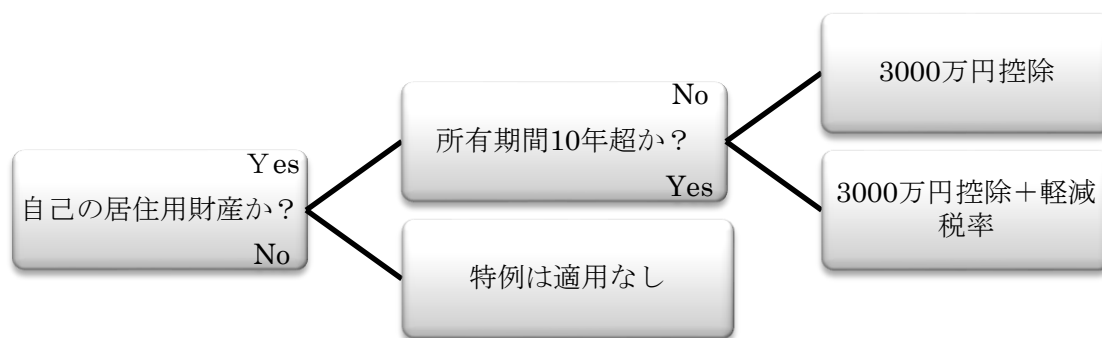 Ｙes
自己の居住用財産か？
No
No
所有期間10年超か？
Yes
特例は適用なし
3000万円控除
3000万円控除＋軽減
税率